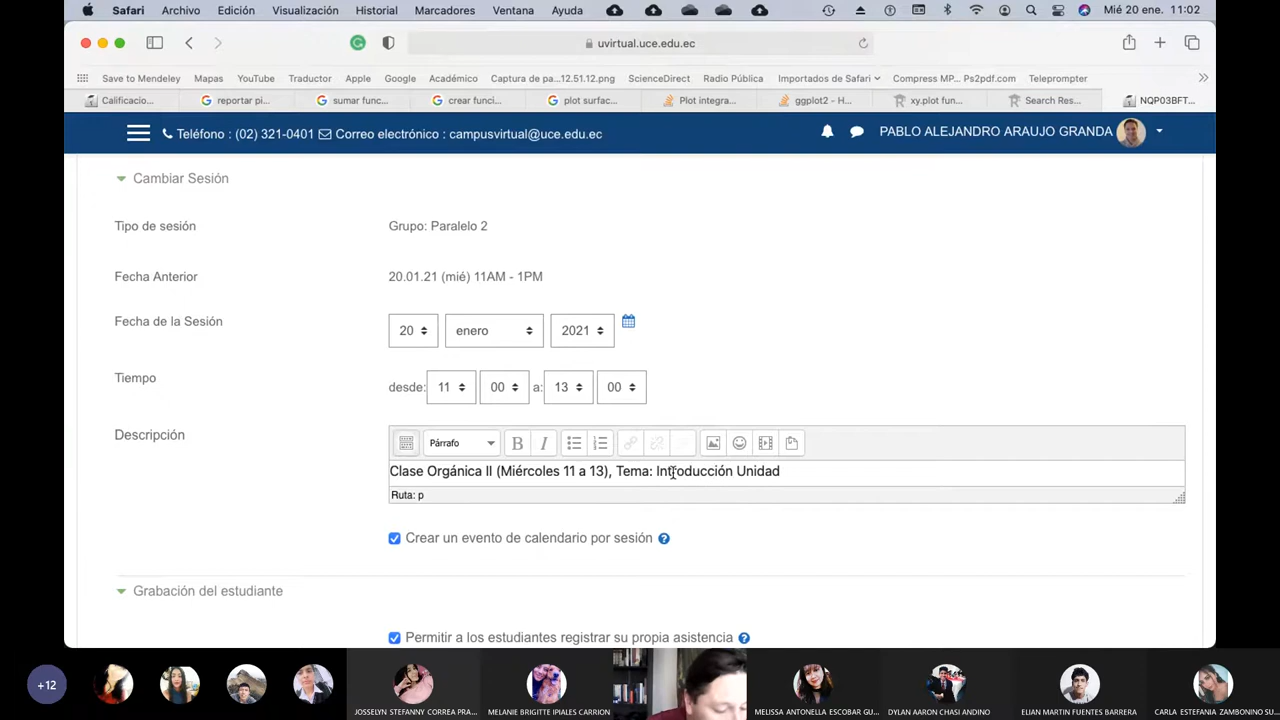 Safari Archivo Edición Visualización Historial Marcadores Ventana Ayuda Mié 20 ene. 11:02
uvirtual.uce.edu.ec
Save to Mendeley Mapas YouTube Traductor Apple Google Académico Captura de pa...12.51.12.png ScienceDirect Radio Pública Importados de Safari Compress MP... Ps2pdf.com Teleprompter
Calificacio... reportar pi... sumar func... crear funci... plot surfac... Plot integra... ggplot2 - H... xy.plot fun... Search Res... NQP03BFT...
Teléfono : (02) 321-0401 Correo electrónico : campusvirtual@uce.edu.ec PABLO ALEJANDRO ARAUJO GRANDA
Cambiar Sesión
Tipo de sesión Grupo: Paralelo 2
Fecha Anterior 20.01.21 (mié) 11AM - 1PM
Fecha de la Sesión 20 enero 2021
Tiempo desde: 11 00 a: 13 00
Descripción Párrafo B I
Clase Orgánica II (Miércoles 11 a 13), Tema: Introducción Unidad
Ruta: p
Crear un evento de calendario por sesión ?
Grabación del estudiante
Permitir a los estudiantes registrar su propia asistencia ?
+12
JOSSELYN STEFANNY CORREA PRA... MELANIE BRIGITTE IPIALES CARRION MELISSA ANTONELLA ESCOBAR GU... DYLAN AARON CHASI ANDINO ELIAN MARTIN FUENTES BARRERA CARLA ESTEFANIA ZAMBONINO SU...